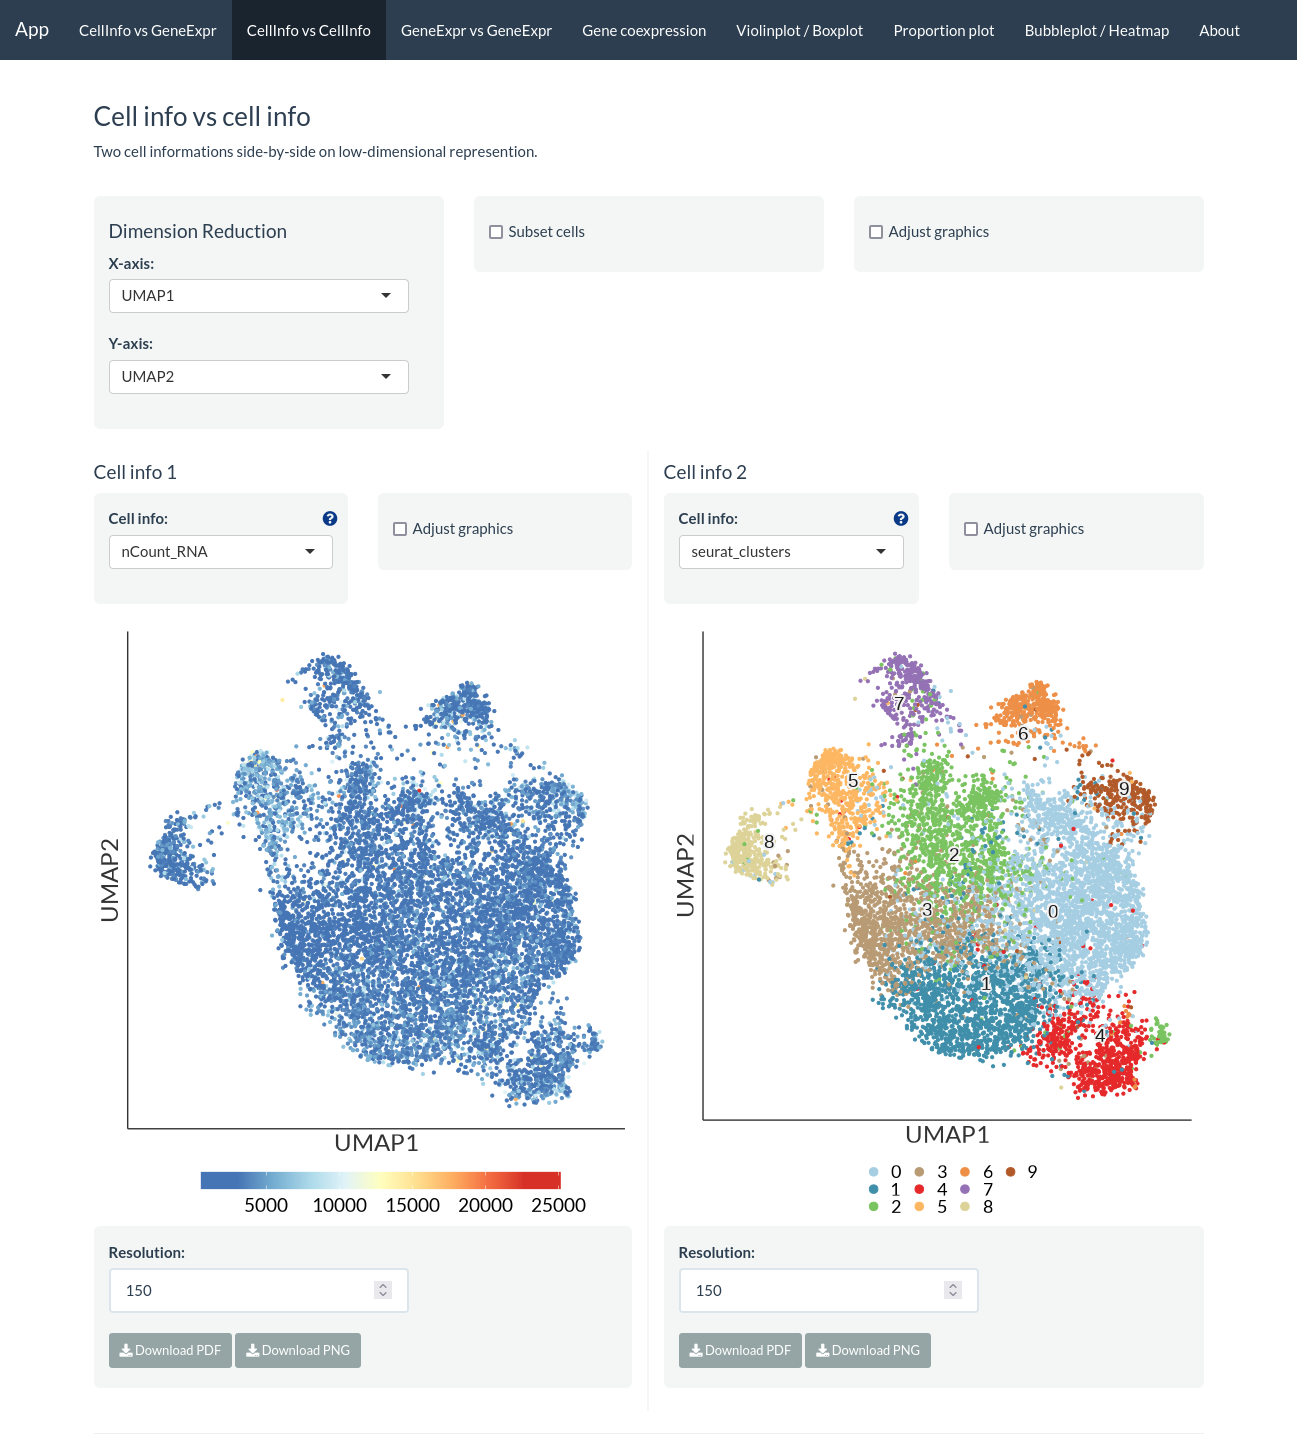 App CellInfo vs GeneExpr CellInfo vs CellInfo GeneExpr vs GeneExpr Gene coexpression Violinplot / Boxplot Proportion plot Bubbleplot / Heatmap About
Cell info vs cell info
Two cell informations side-by-side on low-dimensional represention.
Dimension Reduction
X-axis:
UMAP1
Y-axis:
UMAP2
Subset cells
Adjust graphics
Cell info 1
Cell info:
nCount_RNA
Adjust graphics
UMAP2
UMAP1
5000 10000 15000 20000 25000
Resolution:
150
Download PDF Download PNG
Cell info 2
Cell info:
seurat_clusters
Adjust graphics
7
6
5
9
8
2
3
0
1
4
UMAP2
UMAP1
0 3 6 9
1 4 7
2 5 8
Resolution:
150
Download PDF Download PNG